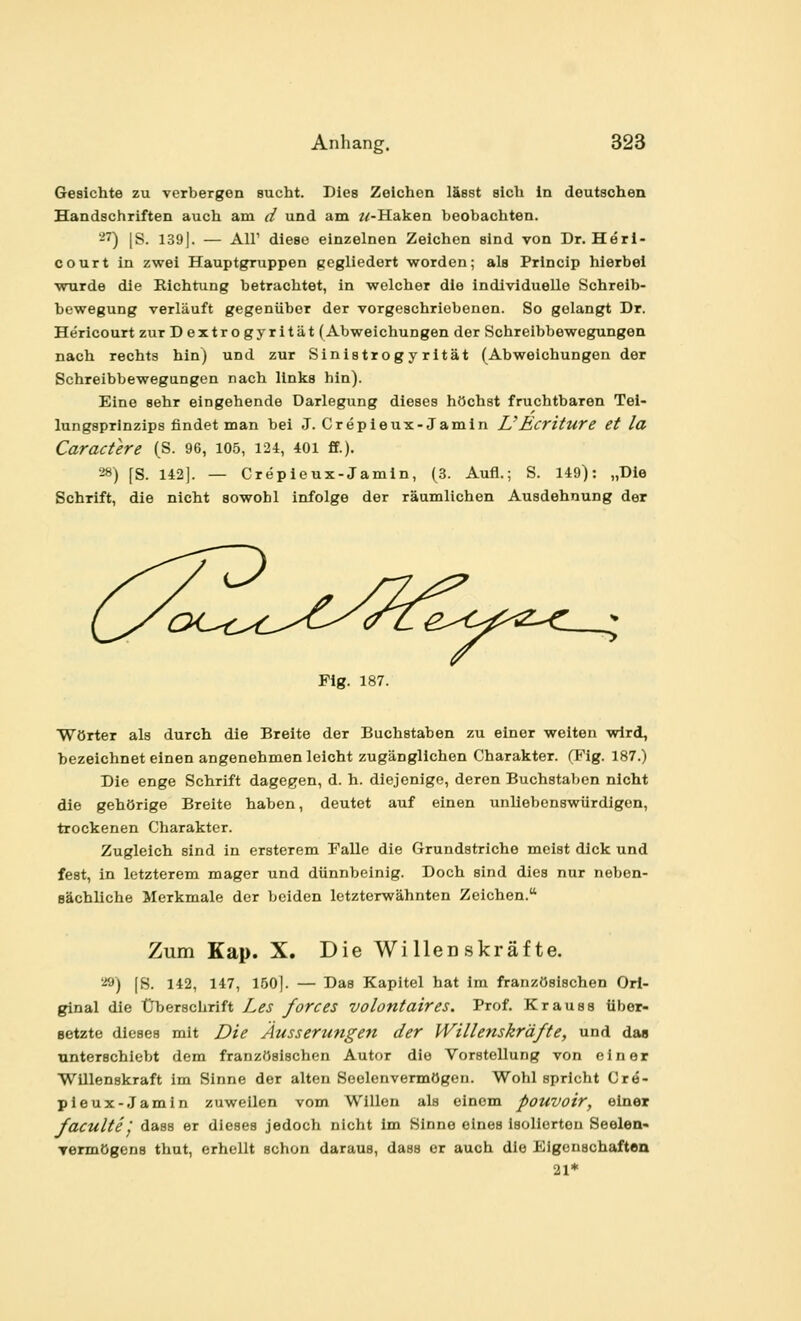 Anhang. 323
Gesichte zu verbergen sucht. Dies Zeichen lässt sich in deutschen
Handschriften auch am d und am u-Haken beobachten.
27) [S. 139]. — All' diese einzelnen Zeichen sind von Dr. Héri-
court in zwei Hauptgruppen gegliedert worden; als Princip hierbei
wurde die Richtung betrachtet, in welcher die individuelle Schreib-
bewegung verläuft gegenüber der vorgeschriebenen. So gelangt Dr.
Héricourt zur Dextrogyrität (Abweichungen der Schreibbewegungen
nach rechts hin) und zur Sinistrogyrität (Abweichungen der
Schreibbewegungen nach links hin).
Eine sehr eingehende Darlegung dieses höchst fruchtbaren Tei-
lungsprinzips findet man bei J. Crépieux-Jamin L'Écriture et la
Caractère (S. 96, 105, 124, 401 ff.).
28) [S. 142]. — Crépieux-Jamin, (3. Aufl.; S. 149): „Die
Schrift, die nicht sowohl infolge der räumlichen Ausdehnung der
Paul Heyse;
Fig. 187.
Wörter als durch die Breite der Buchstaben zu einer weiten wird,
bezeichnet einen angenehmen leicht zugänglichen Charakter. (Fig. 187.)
Die enge Schrift dagegen, d. h. diejenige, deren Buchstaben nicht
die gehörige Breite haben, deutet auf einen unliebenswürdigen,
trockenen Charakter.
Zugleich sind in ersterem Falle die Grundstriche meist dick und
fest, in letzterem mager und dünnbeinig. Doch sind dies nur neben-
sächliche Merkmale der beiden letzterwähnten Zeichen.“
Zum Kap. X. Die Willenskräfte.
29) [S. 142, 147, 150]. — Das Kapitel hat im französischen Ori-
ginal die Überschrift Les forces volontaires. Prof. Krauss über-
setzte dieses mit Die Äusserungen der Willenskräfte, und das
unterschiebt dem französischen Autor die Vorstellung von einer
Willenskraft im Sinne der alten Seelenvermögen. Wohl spricht Cré-
pieux-Jamin zuweilen vom Willen als einem pouvoir, einer
faculté; dass er dieses jedoch nicht im Sinne eines isolierten Seelen-
vermögens thut, erhellt schon daraus, dass er auch die Eigenschaften
21*